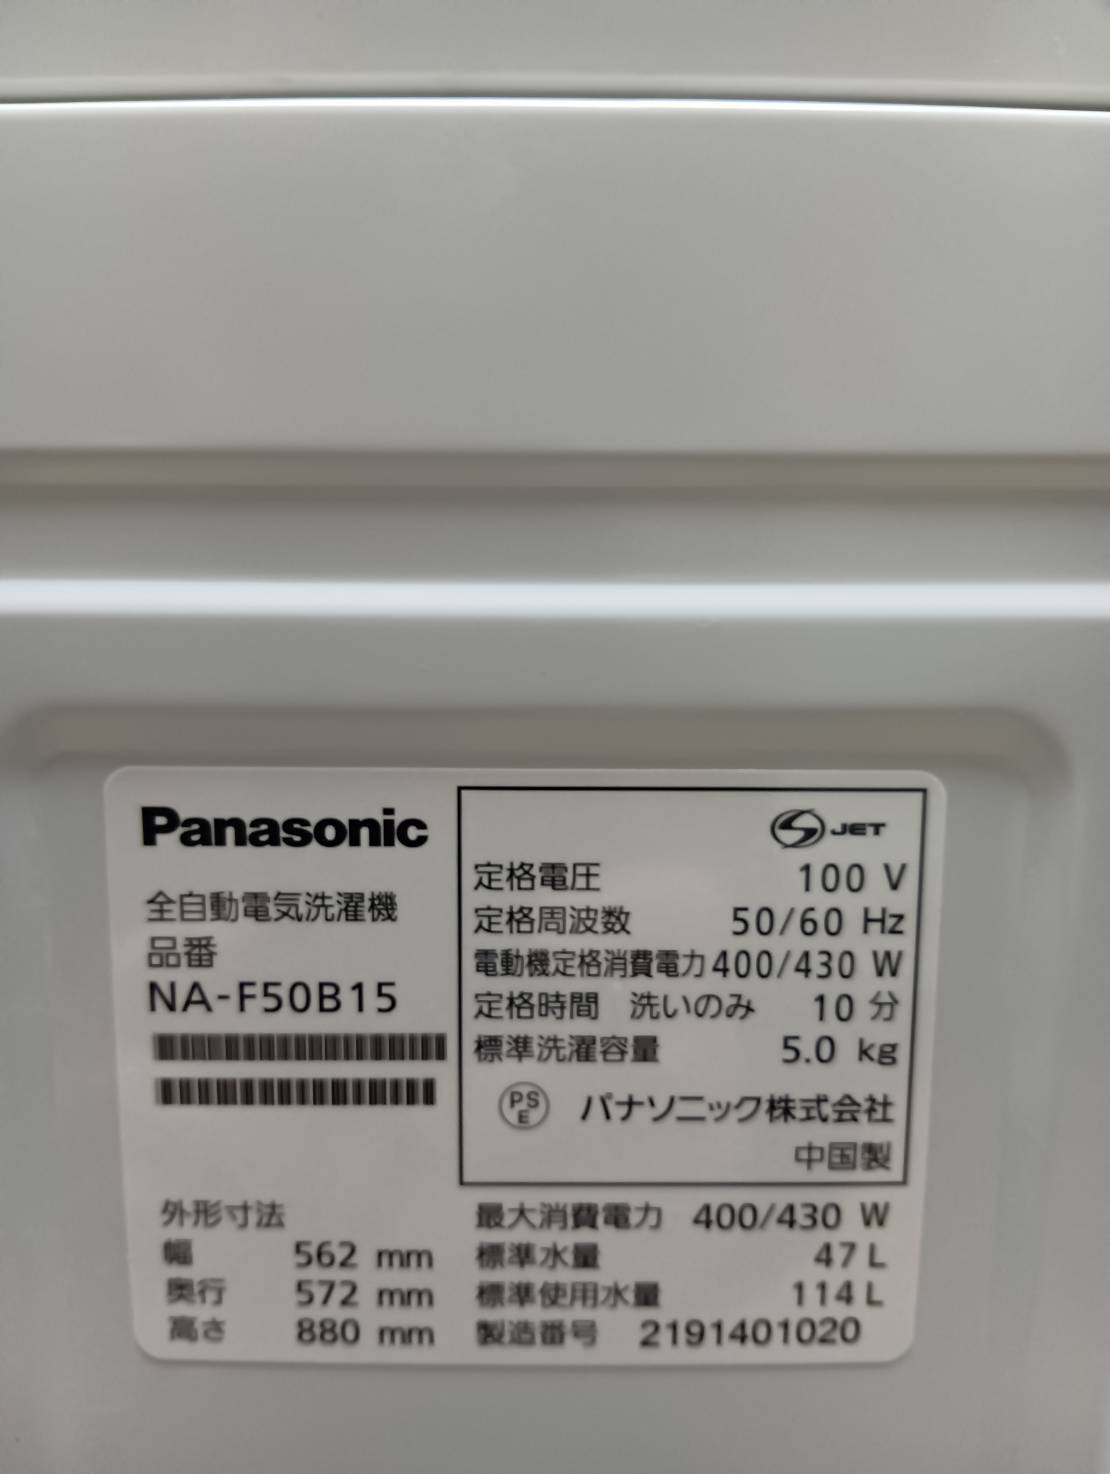 Panasonic
全自動電気洗濯機
品番
NA-F50B15
S JET
定格電圧 100 V
定格周波数 50/60 Hz
電動機定格消費電力 400/430 W
定格時間 洗いのみ 10 分
標準洗濯容量 5.0 kg
PS
E
パナソニック株式会社
中国製
外形寸法
幅 562 mm
奥行 572 mm
高さ 880 mm
最大消費電力 400/430 W
標準水量 47 L
標準使用水量 114 L
製造番号 2191401020